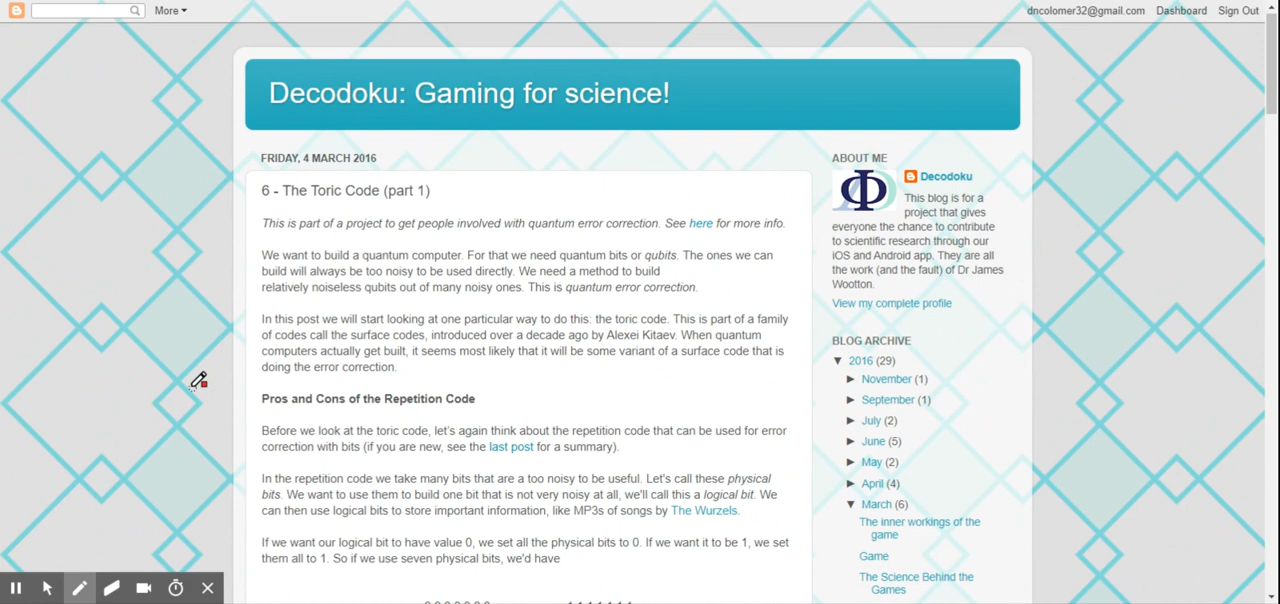 More
dncolomer32@gmail.com Dashboard Sign Out
Decodoku: Gaming for science!
FRIDAY, 4 MARCH 2016
6 - The Toric Code (part 1)
This is part of a project to get people involved with quantum error correction. See here for more info.
We want to build a quantum computer. For that we need quantum bits or qubits. The ones we can
build will always be too noisy to be used directly. We need a method to build
relatively noiseless qubits out of many noisy ones. This is quantum error correction.
In this post we will start looking at one particular way to do this: the toric code. This is part of a family
of codes call the surface codes, introduced over a decade ago by Alexei Kitaev. When quantum
computers actually get built, it seems most likely that it will be some variant of a surface code that is
doing the error correction.
Pros and Cons of the Repetition Code
Before we look at the toric code, let's again think about the repetition code that can be used for error
correction with bits (if you are new, see the last post for a summary).
In the repetition code we take many bits that are a too noisy to be useful. Let's call these physical
bits. We want to use them to build one bit that is not very noisy at all, we'll call this a logical bit. We
can then use logical bits to store important information, like MP3s of songs by The Wurzels.
If we want our logical bit to have value 0, we set all the physical bits to 0. If we want it to be 1, we set
them all to 1. So if we use seven physical bits, we'd have
ABOUT ME
Decodoku
This blog is for a
project that gives
everyone the chance to contribute
to scientific research through our
iOS and Android app. They are all
the work (and the fault) of Dr James
Wootton.
View my complete profile
BLOG ARCHIVE
▼ 2016 (29)
► November (1)
► September (1)
► July (2)
► June (5)
► May (2)
► April (4)
▼ March (6)
The inner workings of the
game
Game
The Science Behind the
Games